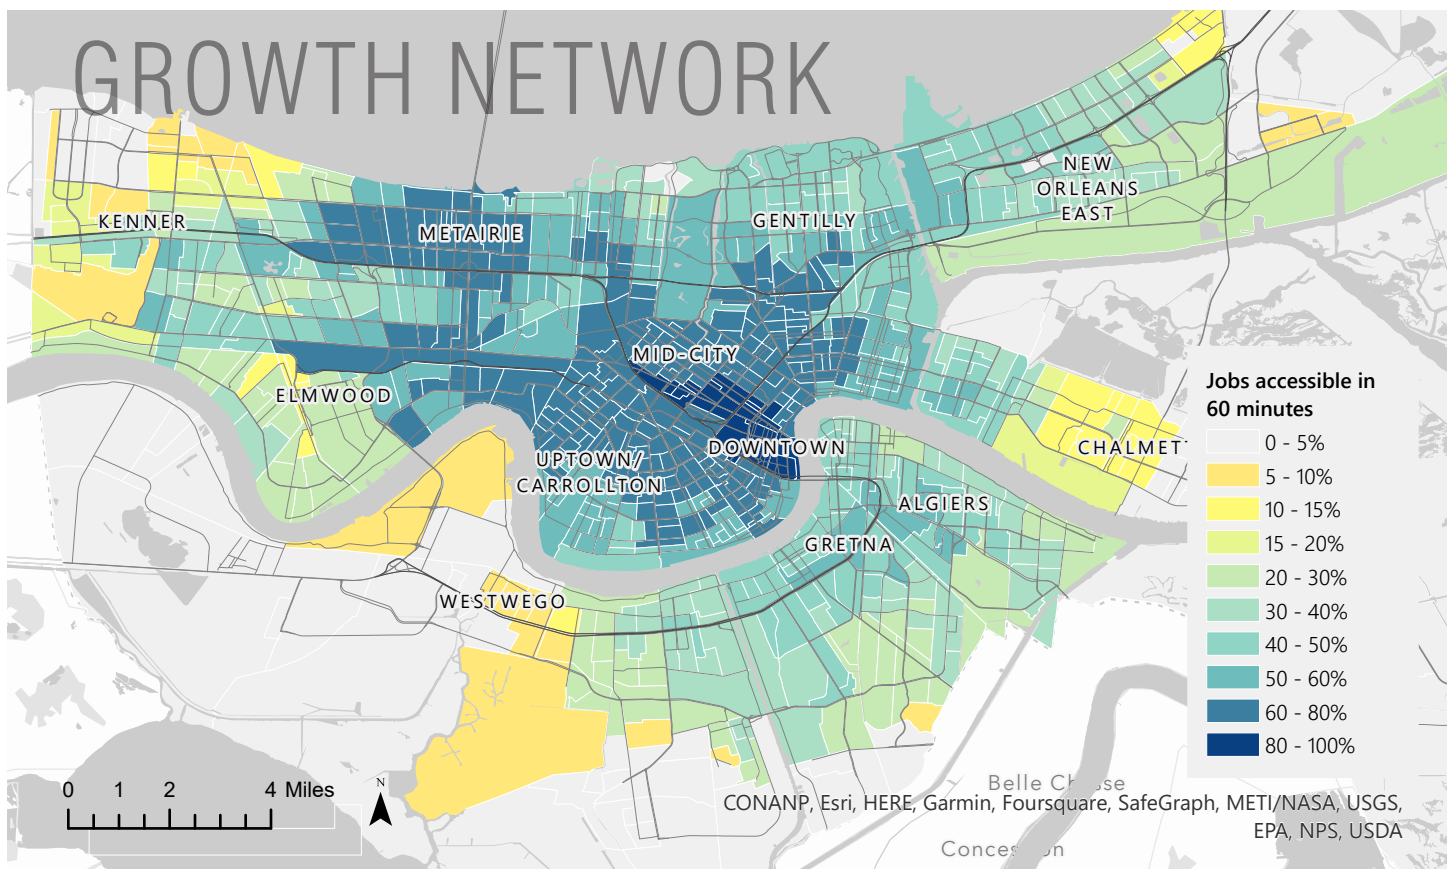 GROWTH NETWORK
NEW
ORLEANS
EAST
KENNER
METAIRIE
GENTILLY
MID-CITY
ELMWOOD
DOWNTOWN
CHALMET
UPTOWN/
CARROLLTON
ALGIERS
GRETNA
WESTWEGO
Jobs accessible in
60 minutes
0 - 5%
5 - 10%
10 - 15%
15 - 20%
20 - 30%
30 - 40%
40 - 50%
50 - 60%
60 - 80%
80 - 100%
0 1 2 4 Miles
N
Belle
CONANP, Esri, HERE, Garmin, Foursquare, SafeGraph, METI/NASA, USGS,
EPA, NPS, USDA